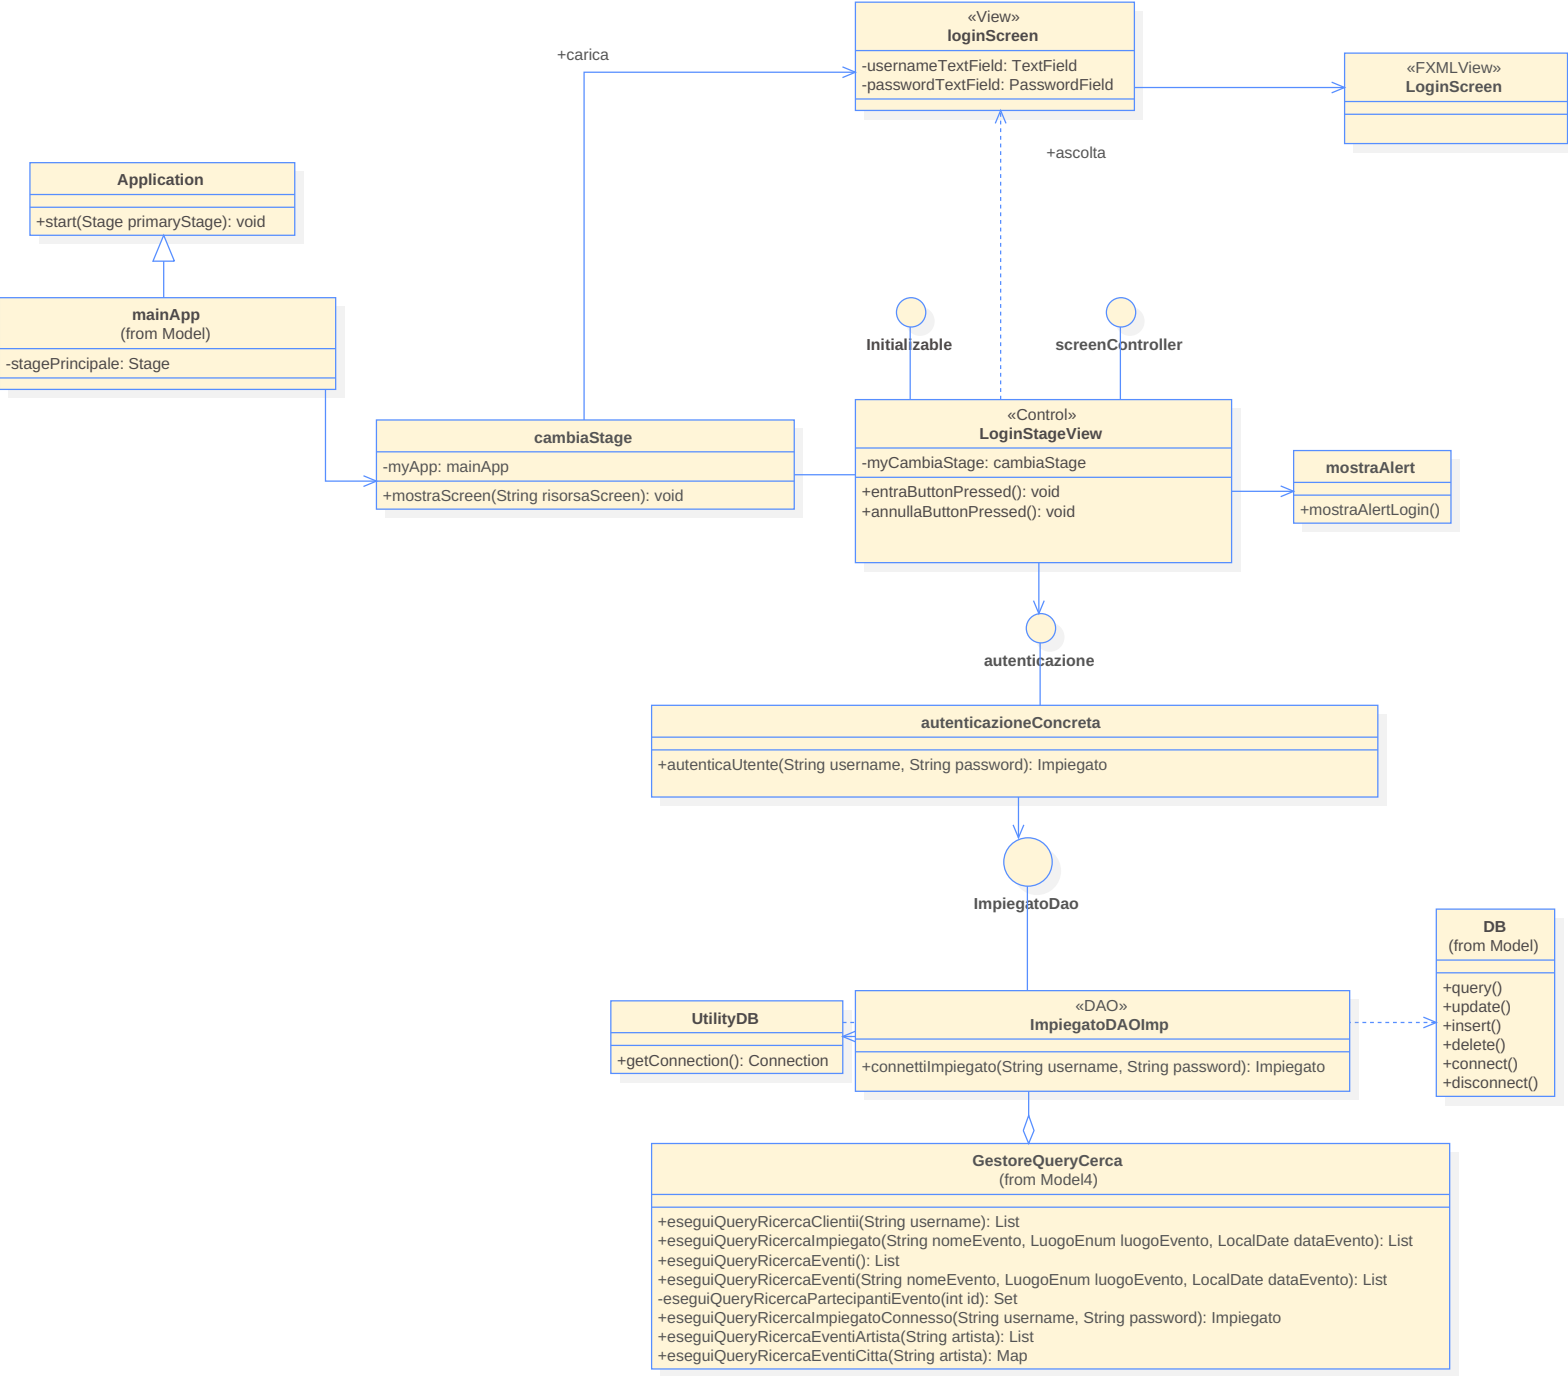 «View»
loginScreen
-usernameTextField: TextField
-passwordTextField: PasswordField
+carica
«FXMLView»
LoginScreen
+ascolta
Application
+start(Stage primaryStage): void
mainApp
(from Model)
-stagePrincipale: Stage
Initializable
screenController
cambiaStage
-myApp: mainApp
+mostraScreen(String risorsaScreen): void
«Control»
LoginStageView
-myCambiaStage: cambiaStage
+entraButtonPressed(): void
+annullaButtonPressed(): void
mostraAlert
+mostraAlertLogin()
autenticazione
autenticazioneConcreta
+autenticaUtente(String username, String password): Impiegato
ImpiegatoDao
UtilityDB
+getConnection(): Connection
«DAO»
ImpiegatoDAOImp
+connettiImpiegato(String username, String password): Impiegato
DB
(from Model)
+query()
+update()
+insert()
+delete()
+connect()
+disconnect()
GestoreQueryCerca
(from Model4)
+eseguiQueryRicercaClientii(String username): List
+eseguiQueryRicercaImpiegato(String nomeEvento, LuogoEnum luogoEvento, LocalDate dataEvento): List
+eseguiQueryRicercaEventi(): List
+eseguiQueryRicercaEventi(String nomeEvento, LuogoEnum luogoEvento, LocalDate dataEvento): List
-eseguiQueryRicercaPartecipantiEvento(int id): Set
+eseguiQueryRicercaImpiegatoConnesso(String username, String password): Impiegato
+eseguiQueryRicercaEventiArtista(String artista): List
+eseguiQueryRicercaEventiCitta(String artista): Map